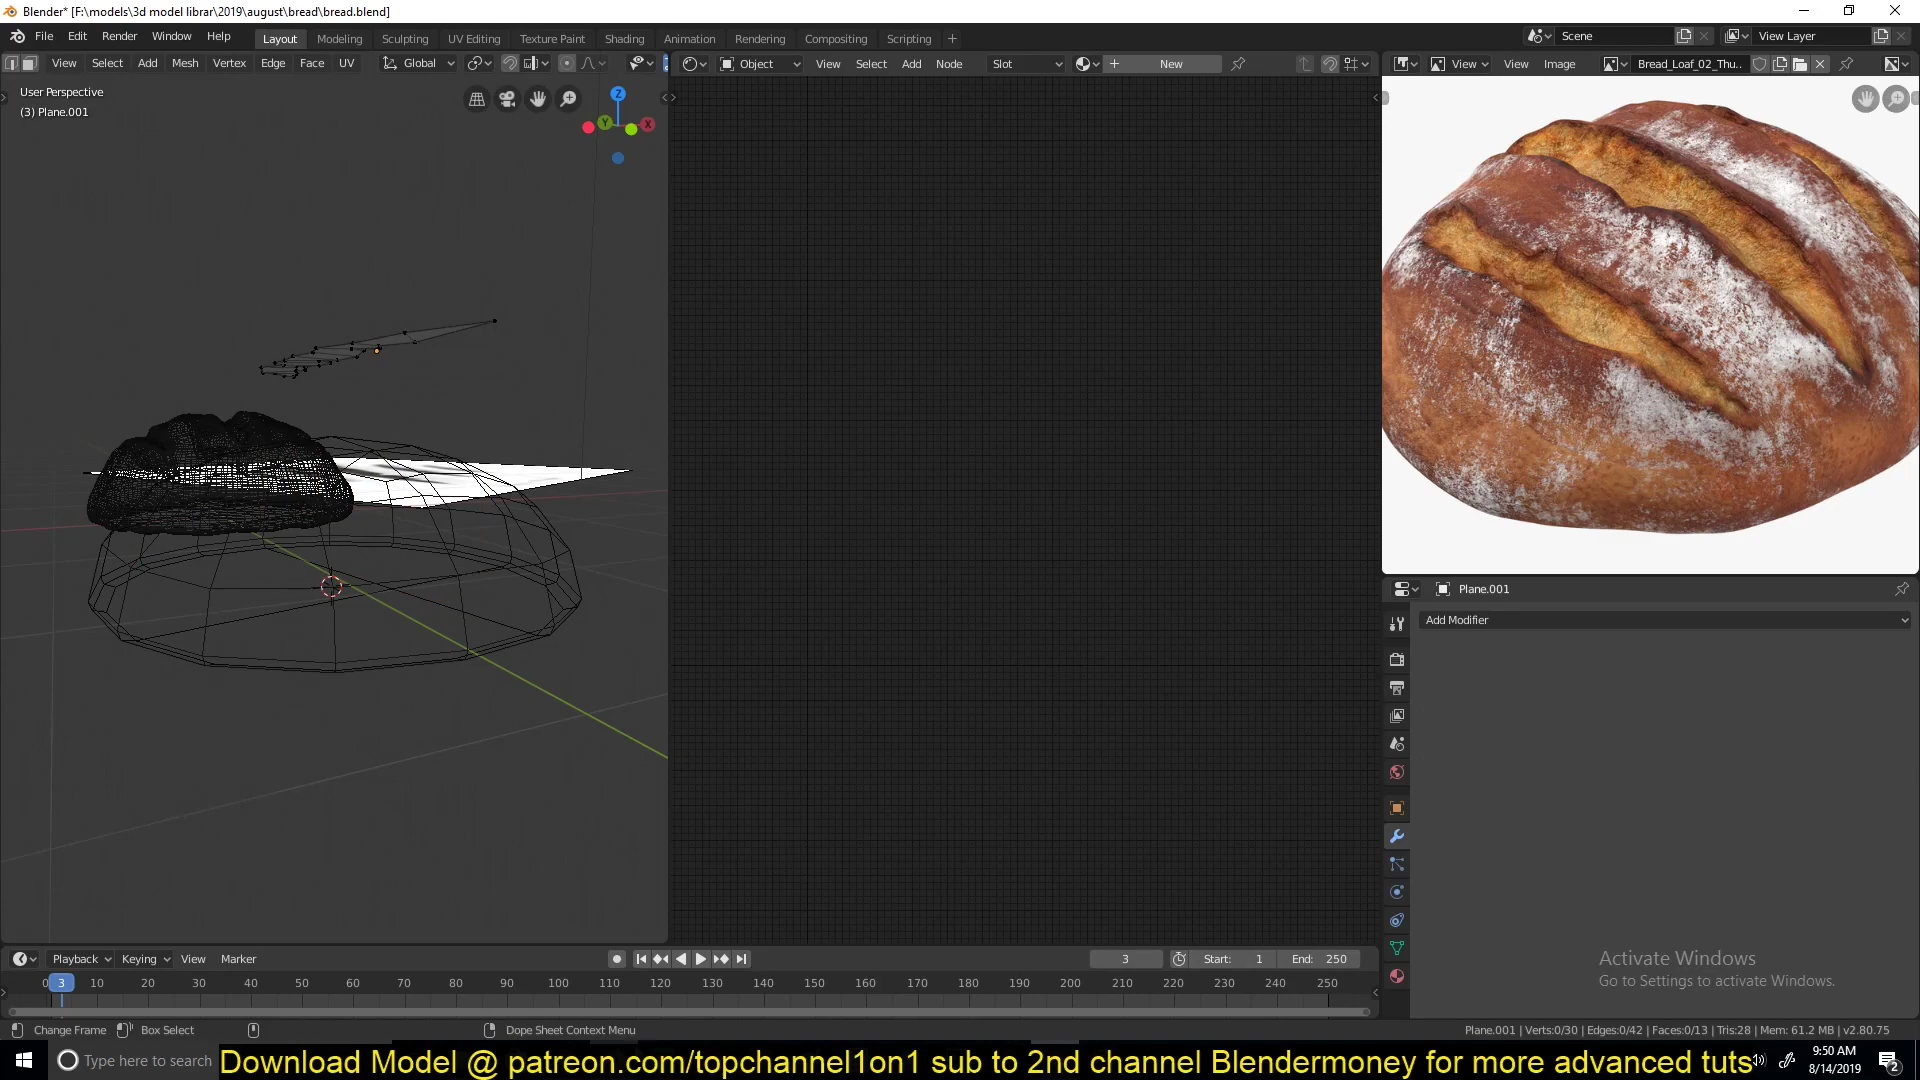 Blender* [F:\models\3d model librar\2019\august\bread\bread.blend]
File Edit Render Window Help Layout Modeling Sculpting UV Editing Texture Paint Shading Animation Rendering Compositing Scripting + Scene View Layer
View Select Add Mesh Vertex Edge Face UV Global Object View Select Add Node Slot New View View Image Bread_Loaf_02_Thu..
User Perspective
(3) Plane.001
Z
Y
X
Plane.001
Add Modifier
Activate Windows
Go to Settings to activate Windows.
Playback Keying View Marker 3 Start: 1 End: 250
0 3 10 20 30 40 50 60 70 80 90 100 110 120 130 140 150 160 170 180 190 200 210 220 230 240 250
Change Frame Box Select Dope Sheet Context Menu Plane.001 | Verts:0/30 | Edges:0/42 | Faces:0/13 | Tris:28 | Mem: 61.2 MB | v2.80.75
Type here to search
Download Model @ patreon.com/topchannel1on1 sub to 2nd channel Blendermoney for more advanced tuts
9:50 AM
8/14/2019
2